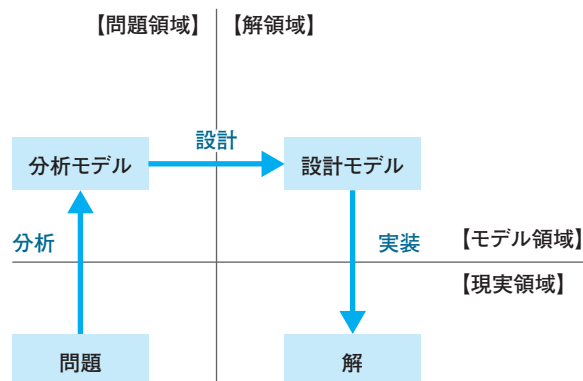 【問題領域】
【解領域】
設計
分析モデル
設計モデル
分析
実装
【モデル領域】
【現実領域】
問題
解